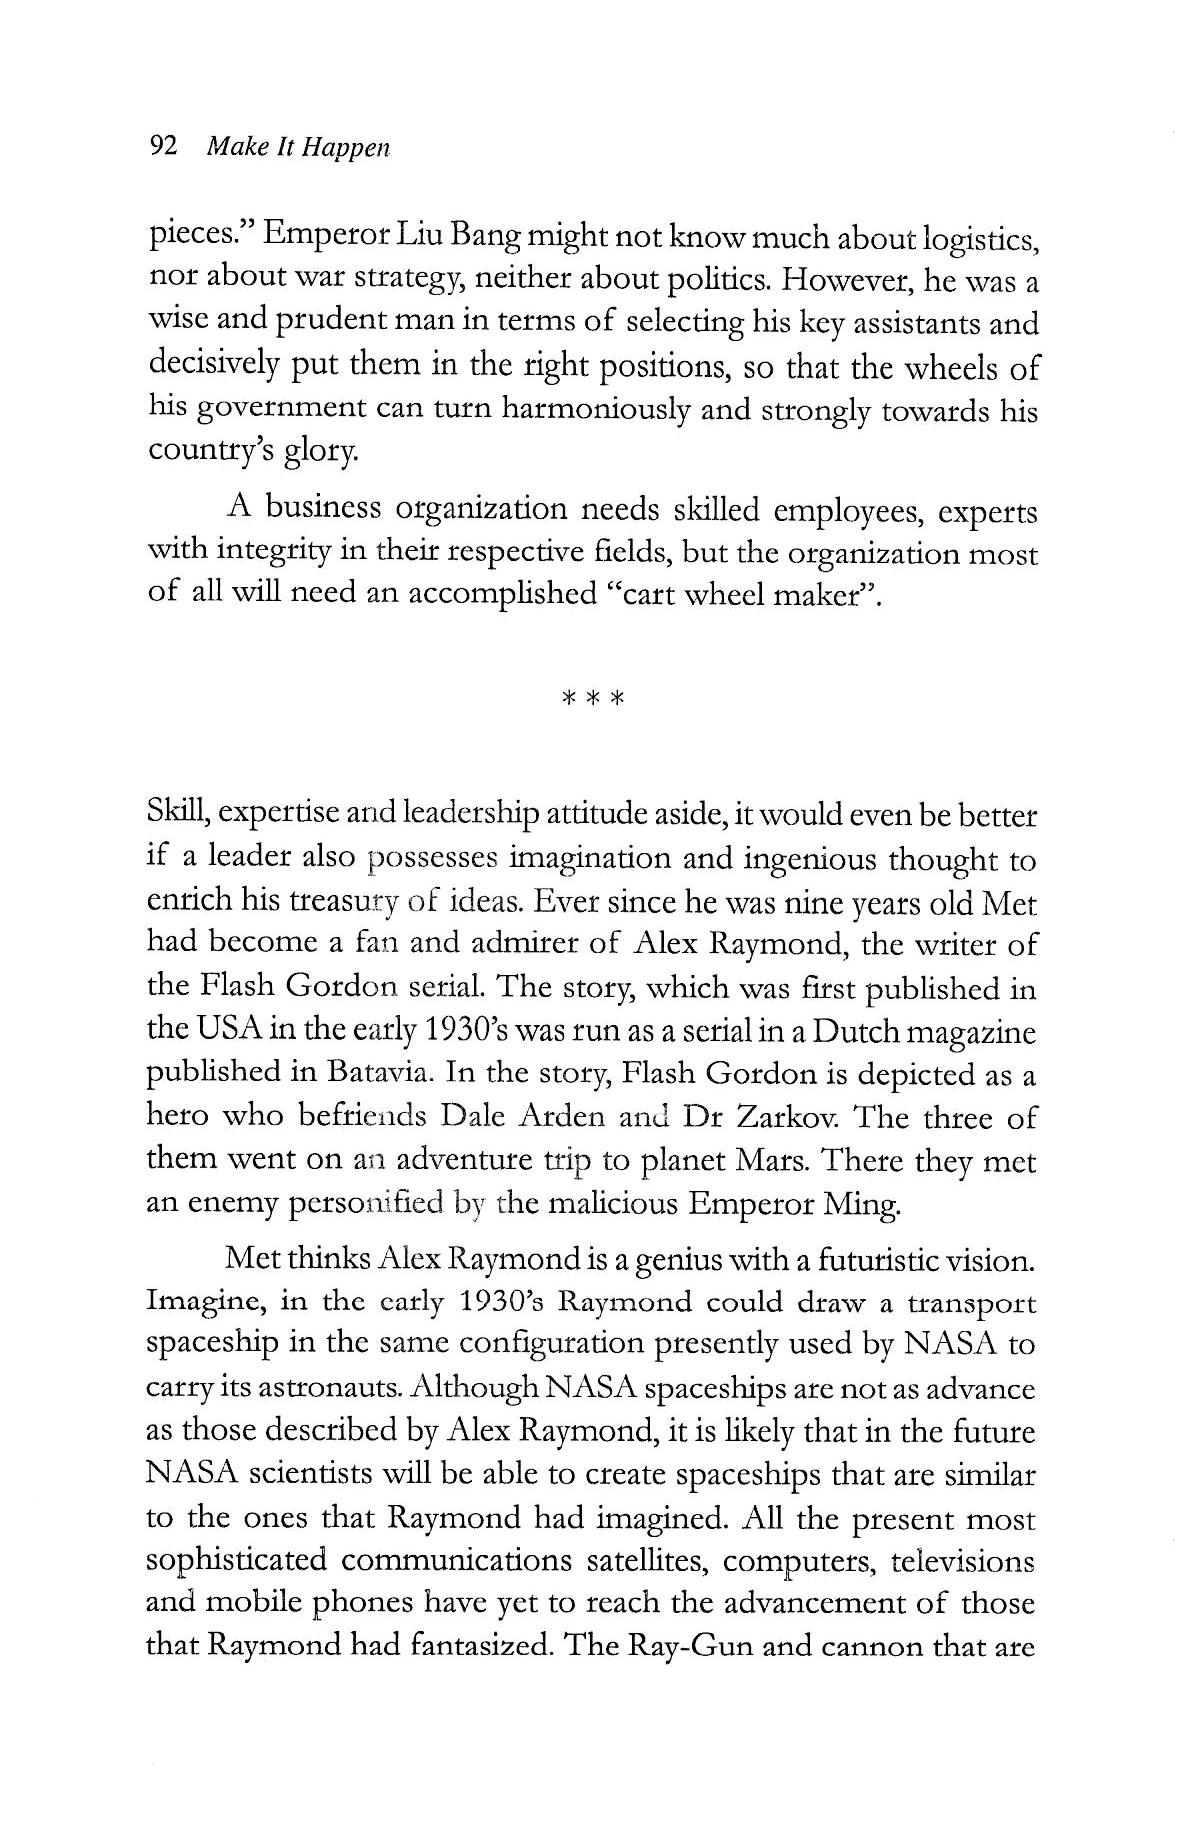 92 Make It Happen
pieces.” Emperor Liu Bang might not know much about logistics,
nor about war strategy, neither about politics. However, he was a
wise and prudent man in terms of selecting his key assistants and
decisively put them in the right positions, so that the wheels of
his government can turn harmoniously and strongly towards his
country’s glory.
A business organization needs skilled employees, experts
with integrity in their respective fields, but the organization most
of all will need an accomplished “cart wheel maker”.
* * *
Skill, expertise and leadership attitude aside, it would even be better
if a leader also possesses imagination and ingenious thought to
enrich his treasury of ideas. Ever since he was nine years old Met
had become a fan and admirer of Alex Raymond, the writer of
the Flash Gordon serial. The story, which was first published in
the USA in the early 1930’s was run as a serial in a Dutch magazine
published in Batavia. In the story, Flash Gordon is depicted as a
hero who befriends Dale Arden and Dr Zarkov. The three of
them went on an adventure trip to planet Mars. There they met
an enemy personified by the malicious Emperor Ming.
Met thinks Alex Raymond is a genius with a futuristic vision.
Imagine, in the early 1930’s Raymond could draw a transport
spaceship in the same configuration presently used by NASA to
carry its astronauts. Although NASA spaceships are not as advance
as those described by Alex Raymond, it is likely that in the future
NASA scientists will be able to create spaceships that are similar
to the ones that Raymond had imagined. All the present most
sophisticated communications satellites, computers, televisions
and mobile phones have yet to reach the advancement of those
that Raymond had fantasized. The Ray-Gun and cannon that are